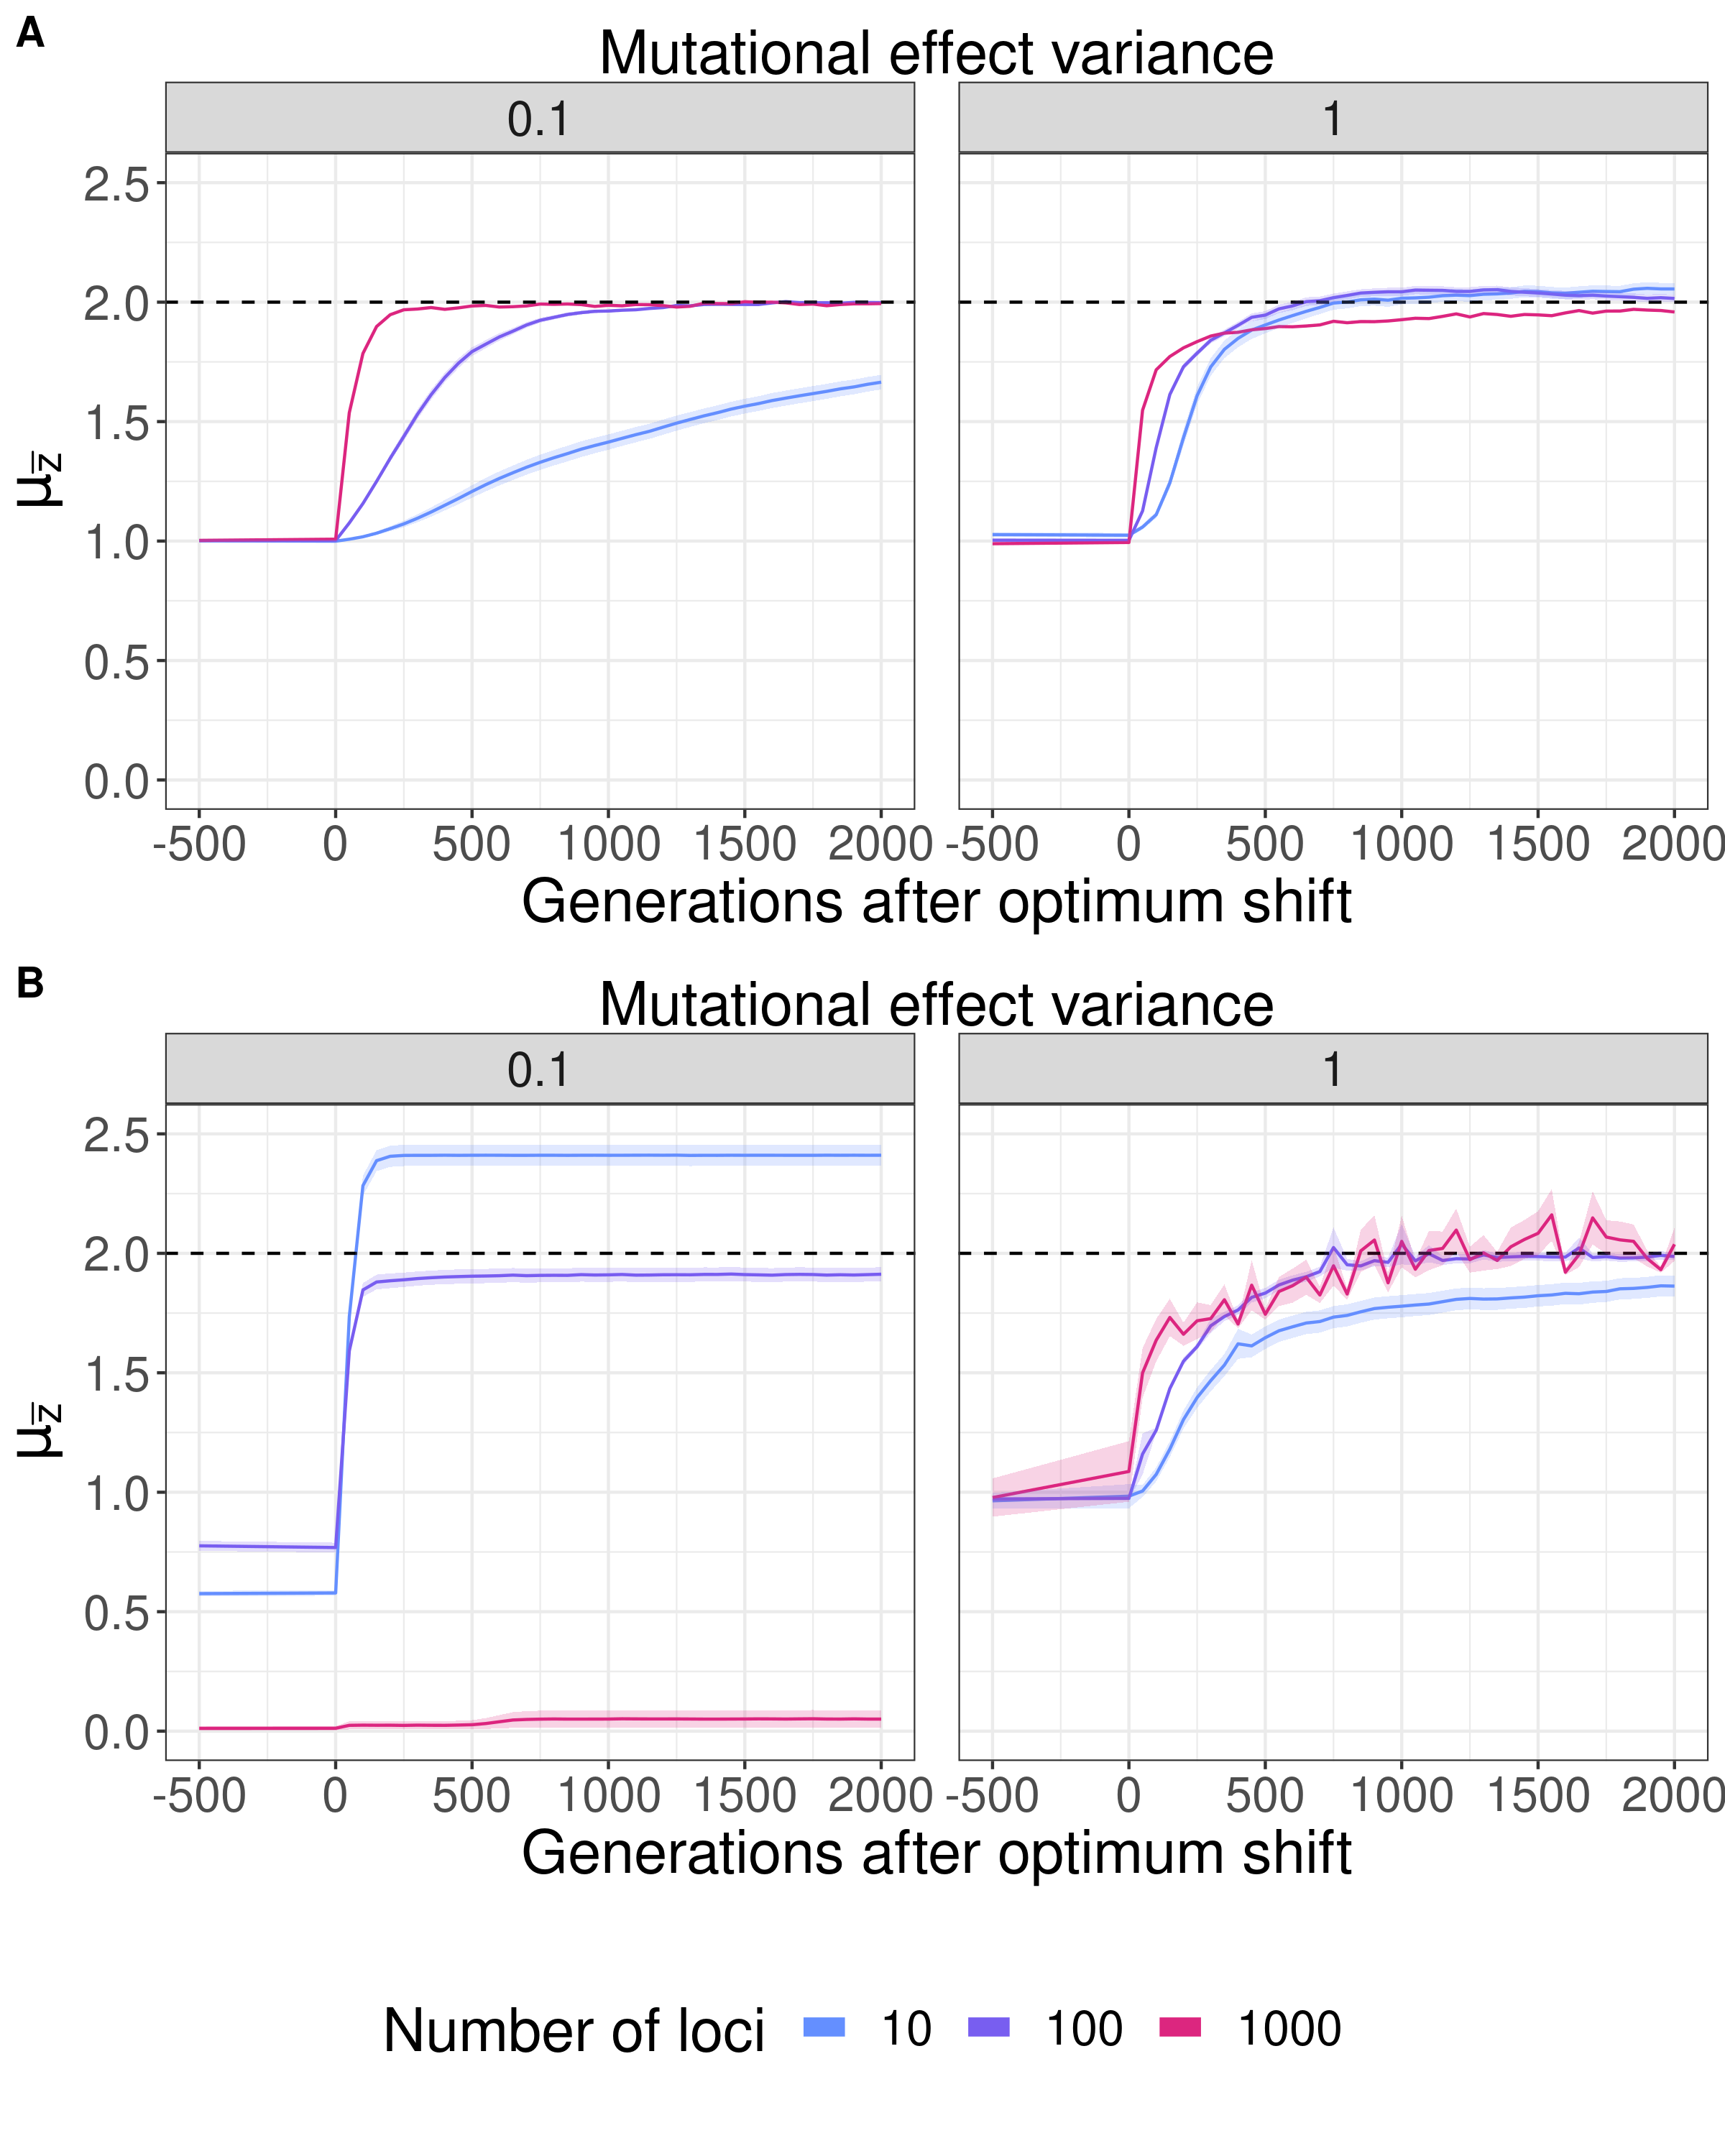 A
Mutational effect variance
0.1 1
2.5
2.0
1.5
1.0
0.5
0.0
μz̅
-500 0 500 1000 1500 2000 -500 0 500 1000 1500 2000
Generations after optimum shift
B
Mutational effect variance
0.1 1
2.5
2.0
1.5
1.0
0.5
0.0
μz̅
-500 0 500 1000 1500 2000 -500 0 500 1000 1500 2000
Generations after optimum shift
Number of loci 10 100 1000